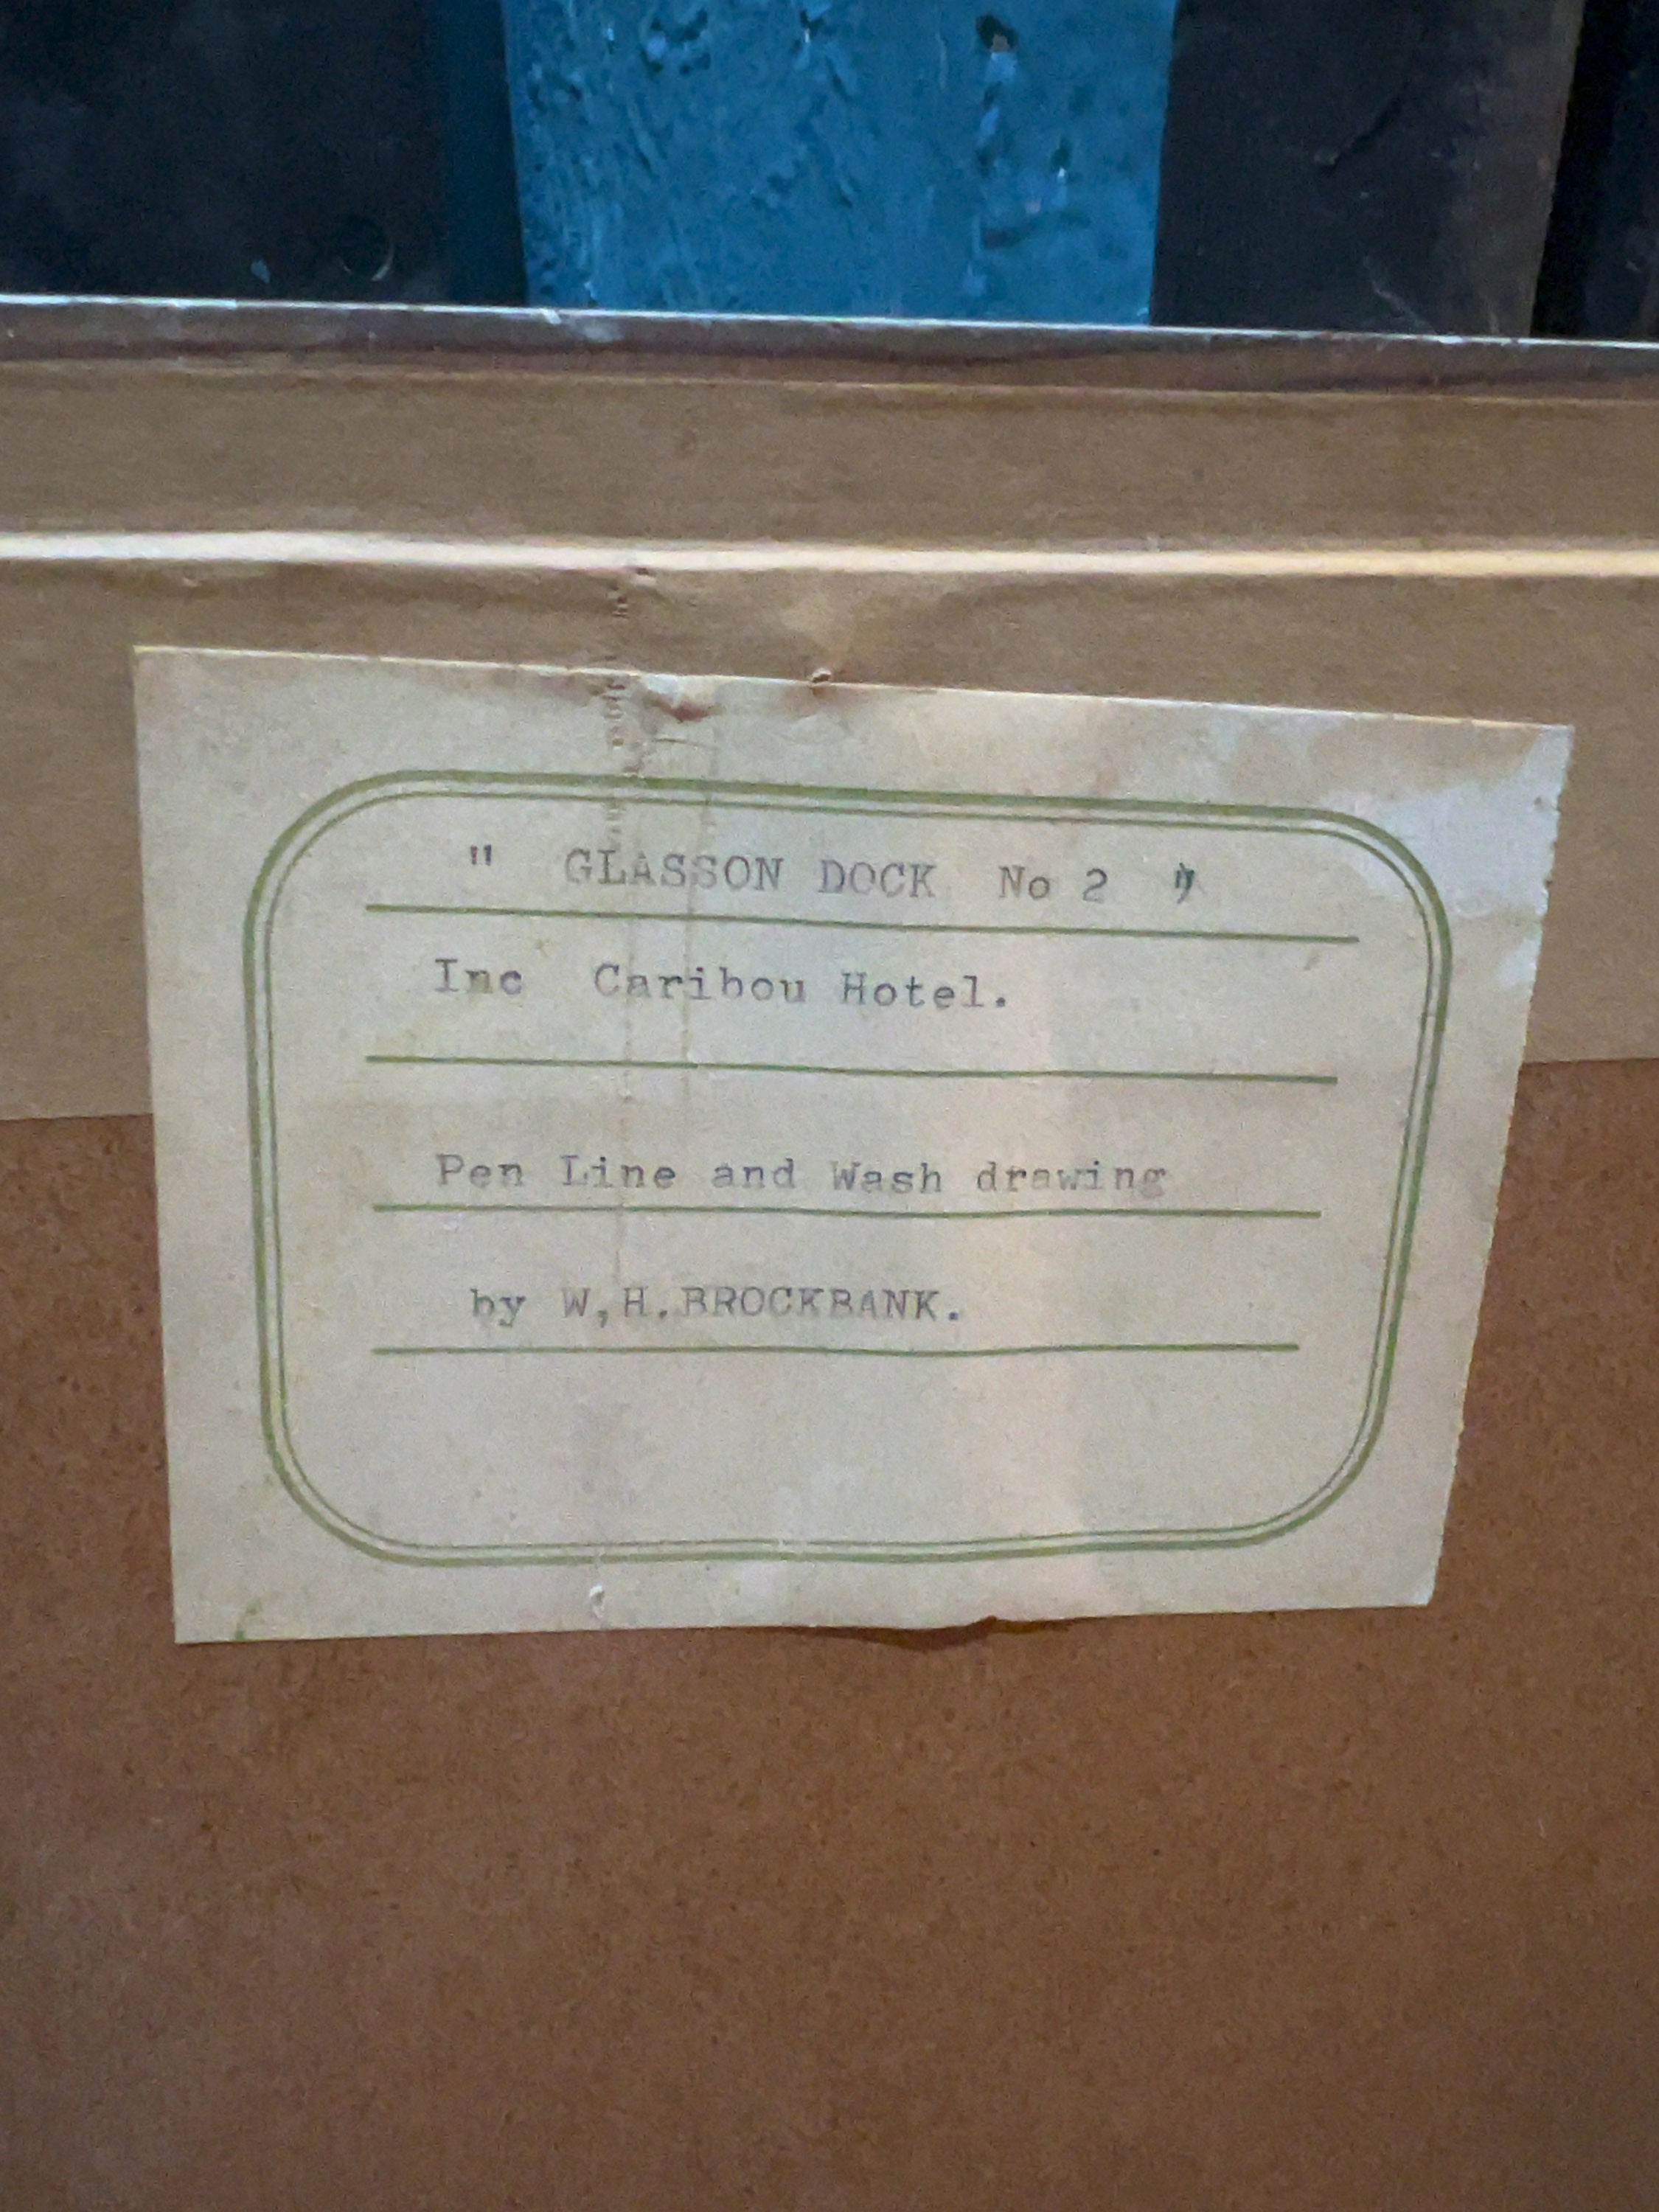 " GLASSON DOCK No 2 "
Inc Caribou Hotel.
Pen Line and Wash drawing
by W,H.BROCKBANK.